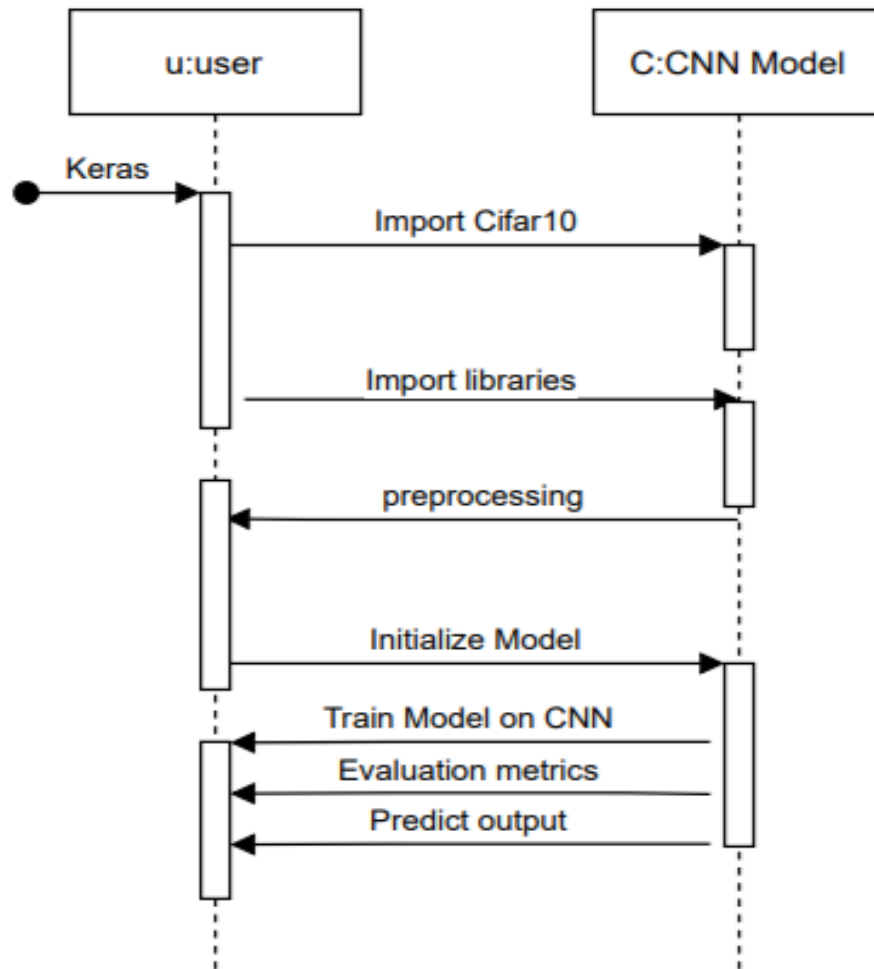 u:user
C:CNN Model
Keras
Import Cifar10
Import libraries
preprocessing
Initialize Model
Train Model on CNN
Evaluation metrics
Predict output